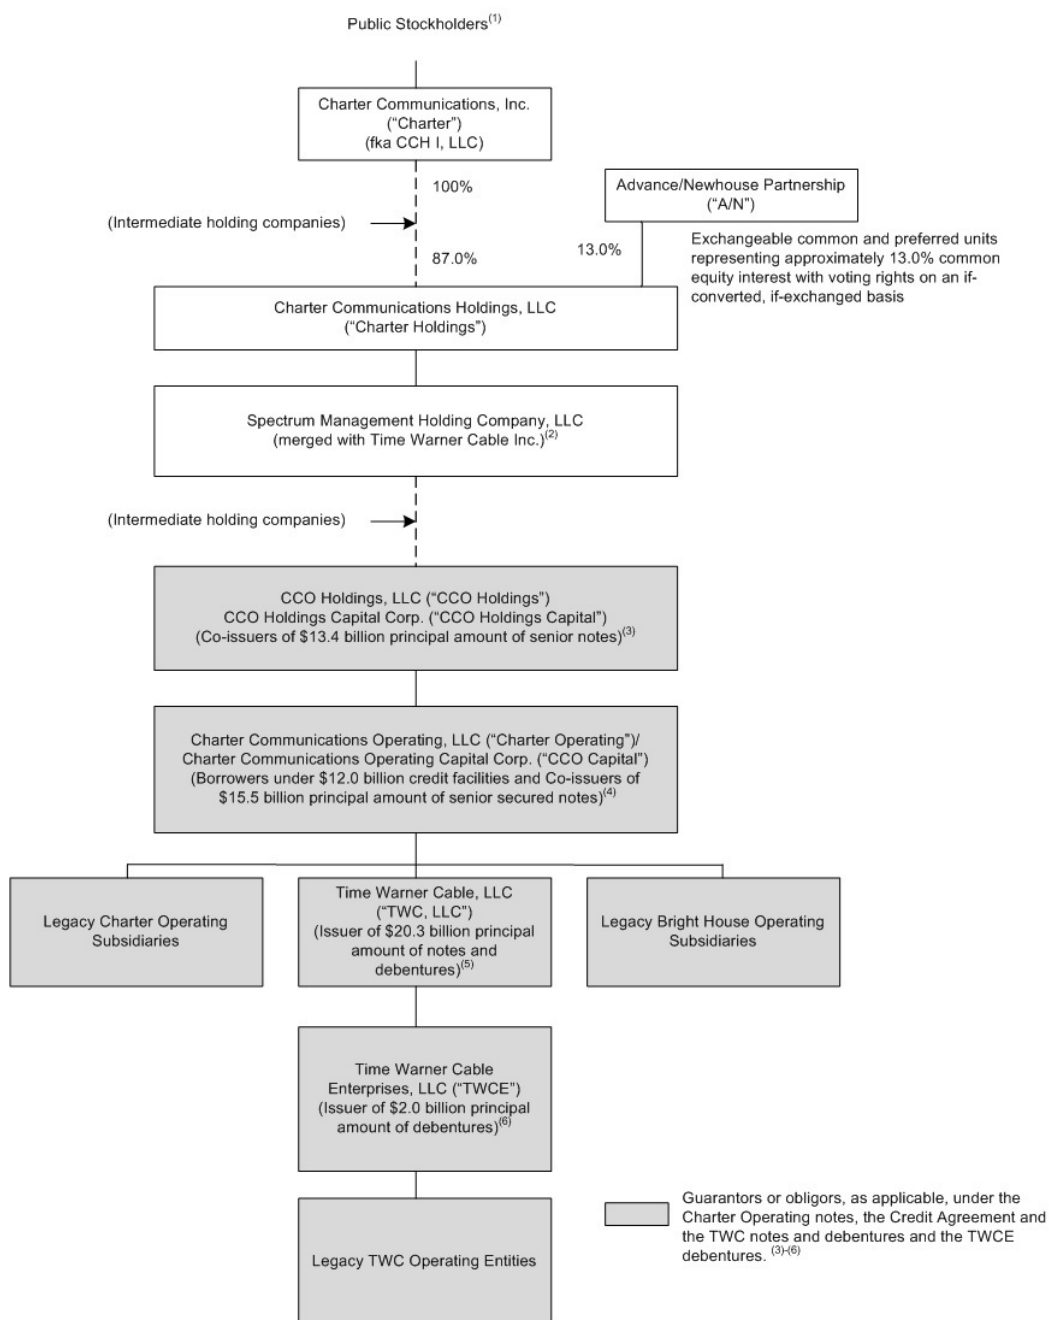 Public Stockholders(1)
Charter Communications, Inc.
(“Charter”)
(fka CCH I, LLC)
100%
Advance/Newhouse Partnership
(“A/N”)
(Intermediate holding companies)
87.0%
13.0%
Exchangeable common and preferred units
representing approximately 13.0% common
equity interest with voting rights on an if-
converted, if-exchanged basis
Charter Communications Holdings, LLC
(“Charter Holdings”)
Spectrum Management Holding Company, LLC
(merged with Time Warner Cable Inc.)(2)
(Intermediate holding companies)
CCO Holdings, LLC (“CCO Holdings”)
CCO Holdings Capital Corp. (“CCO Holdings Capital”)
(Co-issuers of $13.4 billion principal amount of senior notes)(3)
Charter Communications Operating, LLC (“Charter Operating”)/
Charter Communications Operating Capital Corp. (“CCO Capital”)
(Borrowers under $12.0 billion credit facilities and Co-issuers of
$15.5 billion principal amount of senior secured notes)(4)
Legacy Charter Operating
Subsidiaries
Time Warner Cable, LLC
(“TWC, LLC”)
(Issuer of $20.3 billion principal
amount of notes and
debentures)(5)
Legacy Bright House Operating
Subsidiaries
Time Warner Cable
Enterprises, LLC (“TWCE”)
(Issuer of $2.0 billion principal
amount of debentures)(6)
Legacy TWC Operating Entities
Guarantors or obligors, as applicable, under the
Charter Operating notes, the Credit Agreement and
the TWC notes and debentures and the TWCE
debentures. (3)-(6)